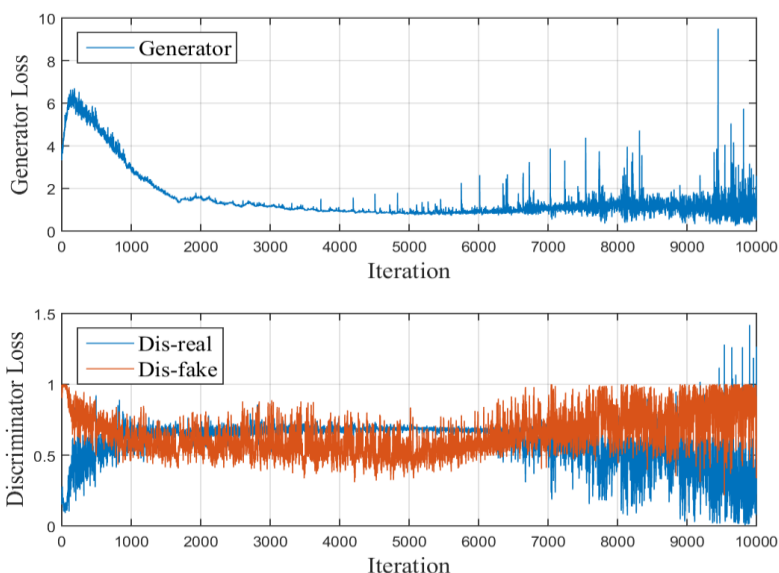 10
8
6
4
2
0
Generator Loss
Generator
0 1000 2000 3000 4000 5000 6000 7000 8000 9000 10000
Iteration
1.5
1
0.5
0
Discriminator Loss
Dis-real
Dis-fake
0 1000 2000 3000 4000 5000 6000 7000 8000 9000 10000
Iteration